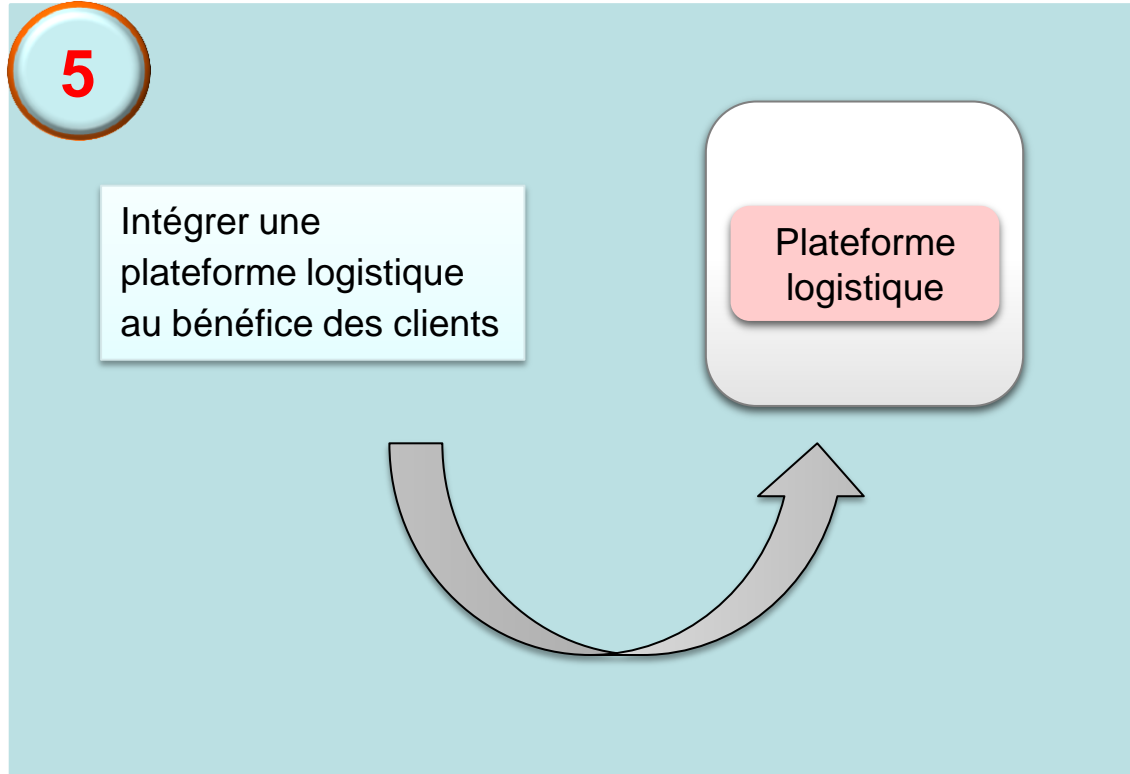 5
Intégrer une
plateforme logistique
au bénéfice des clients
Plateforme
logistique